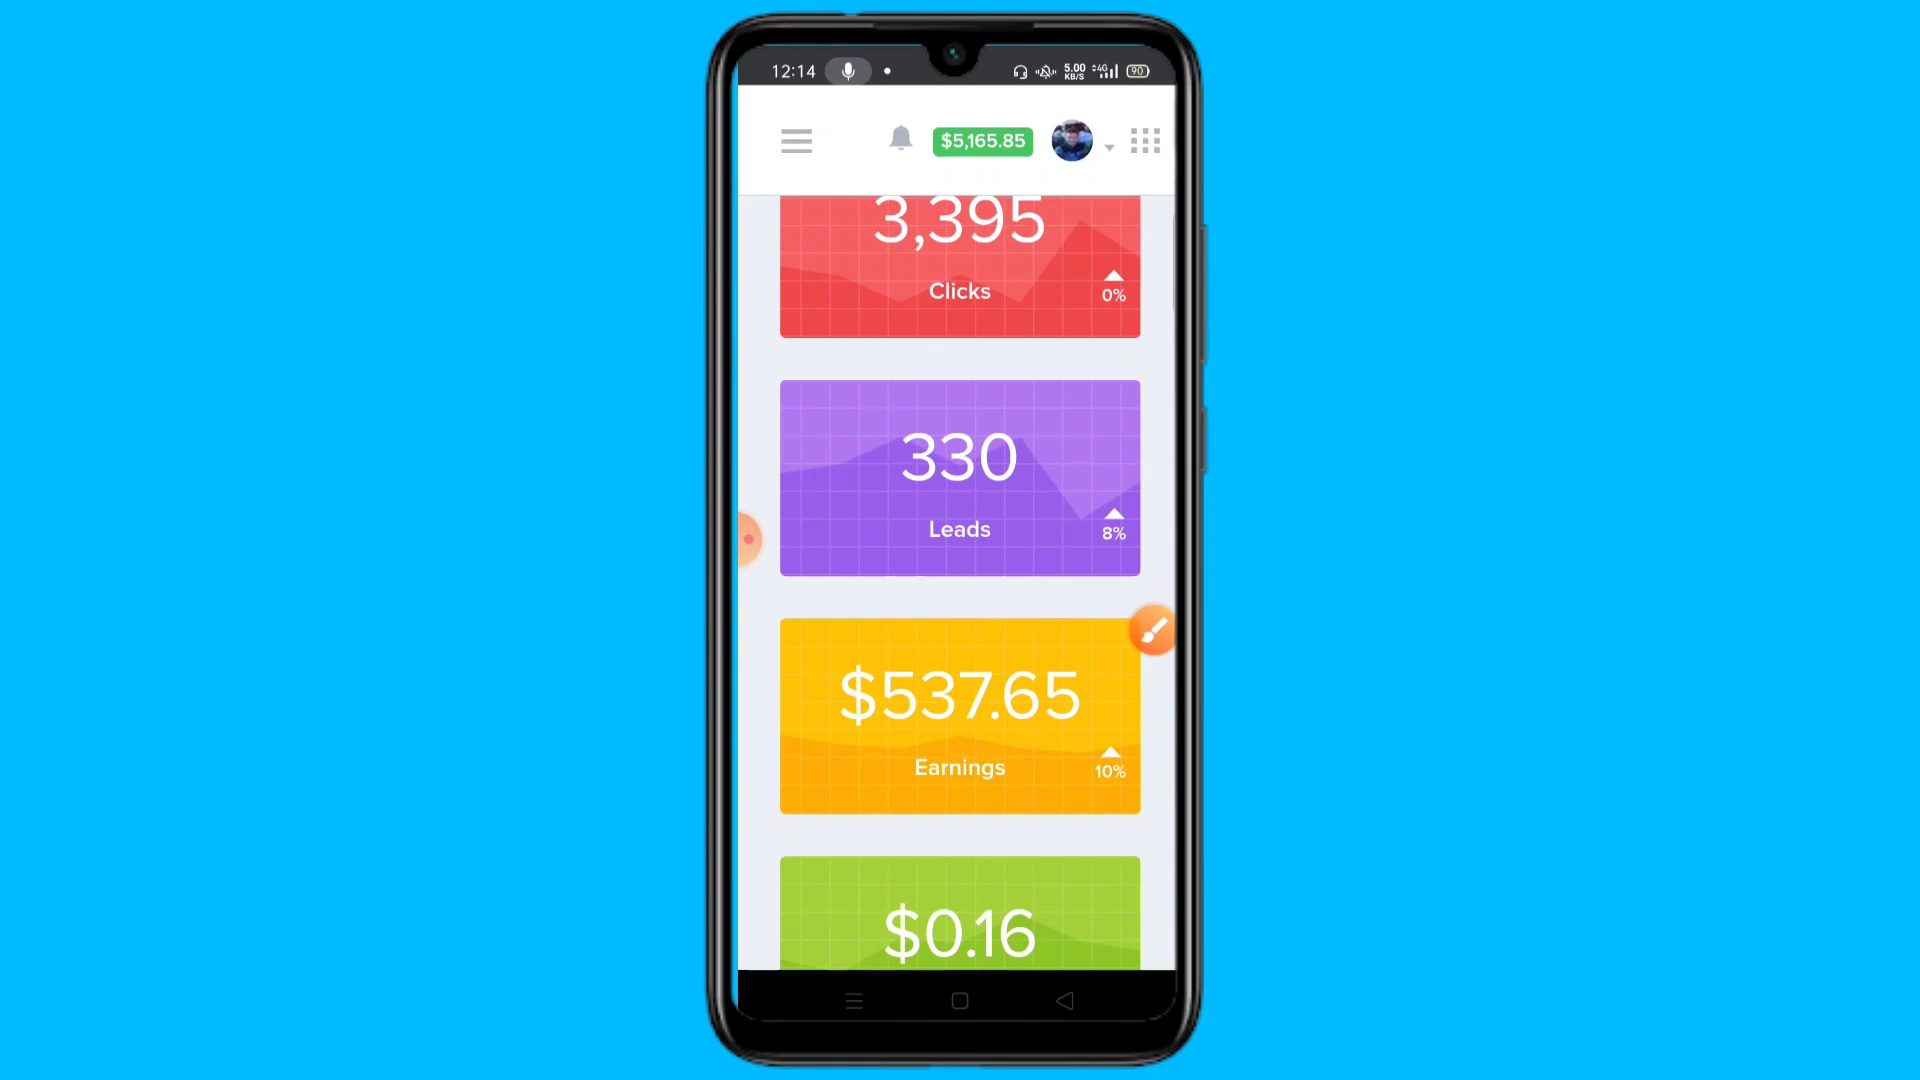 12:14
5.00
KB/S
4G
90
$5,165.85
3,395
Clicks
0%
330
Leads
8%
$537.65
Earnings
10%
$0.16